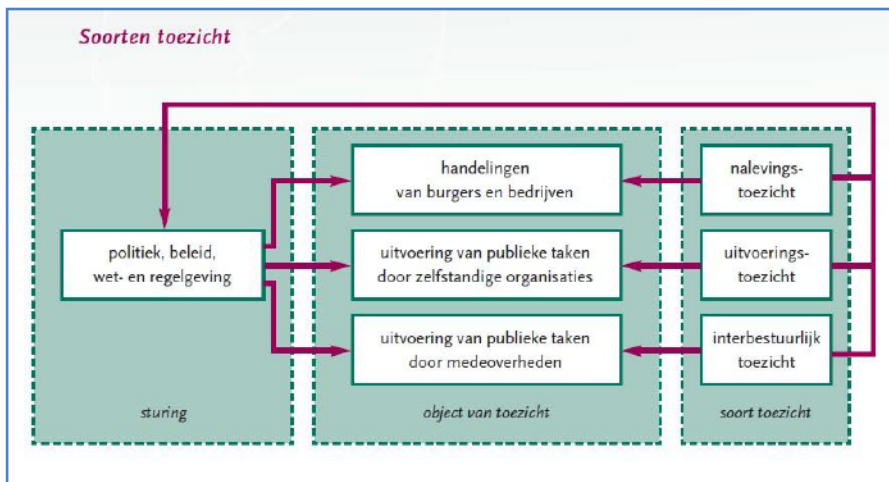 Soorten toezicht
handelingen
van burgers en bedrijven
nalevings-
toezicht
politiek, beleid,
wet- en regelgeving
uitvoering van publieke taken
door zelfstandige organisaties
uitvoerings-
toezicht
uitvoering van publieke taken
door medeoverheden
interbestuurlijk
toezicht
sturing
object van toezicht
soort toezicht